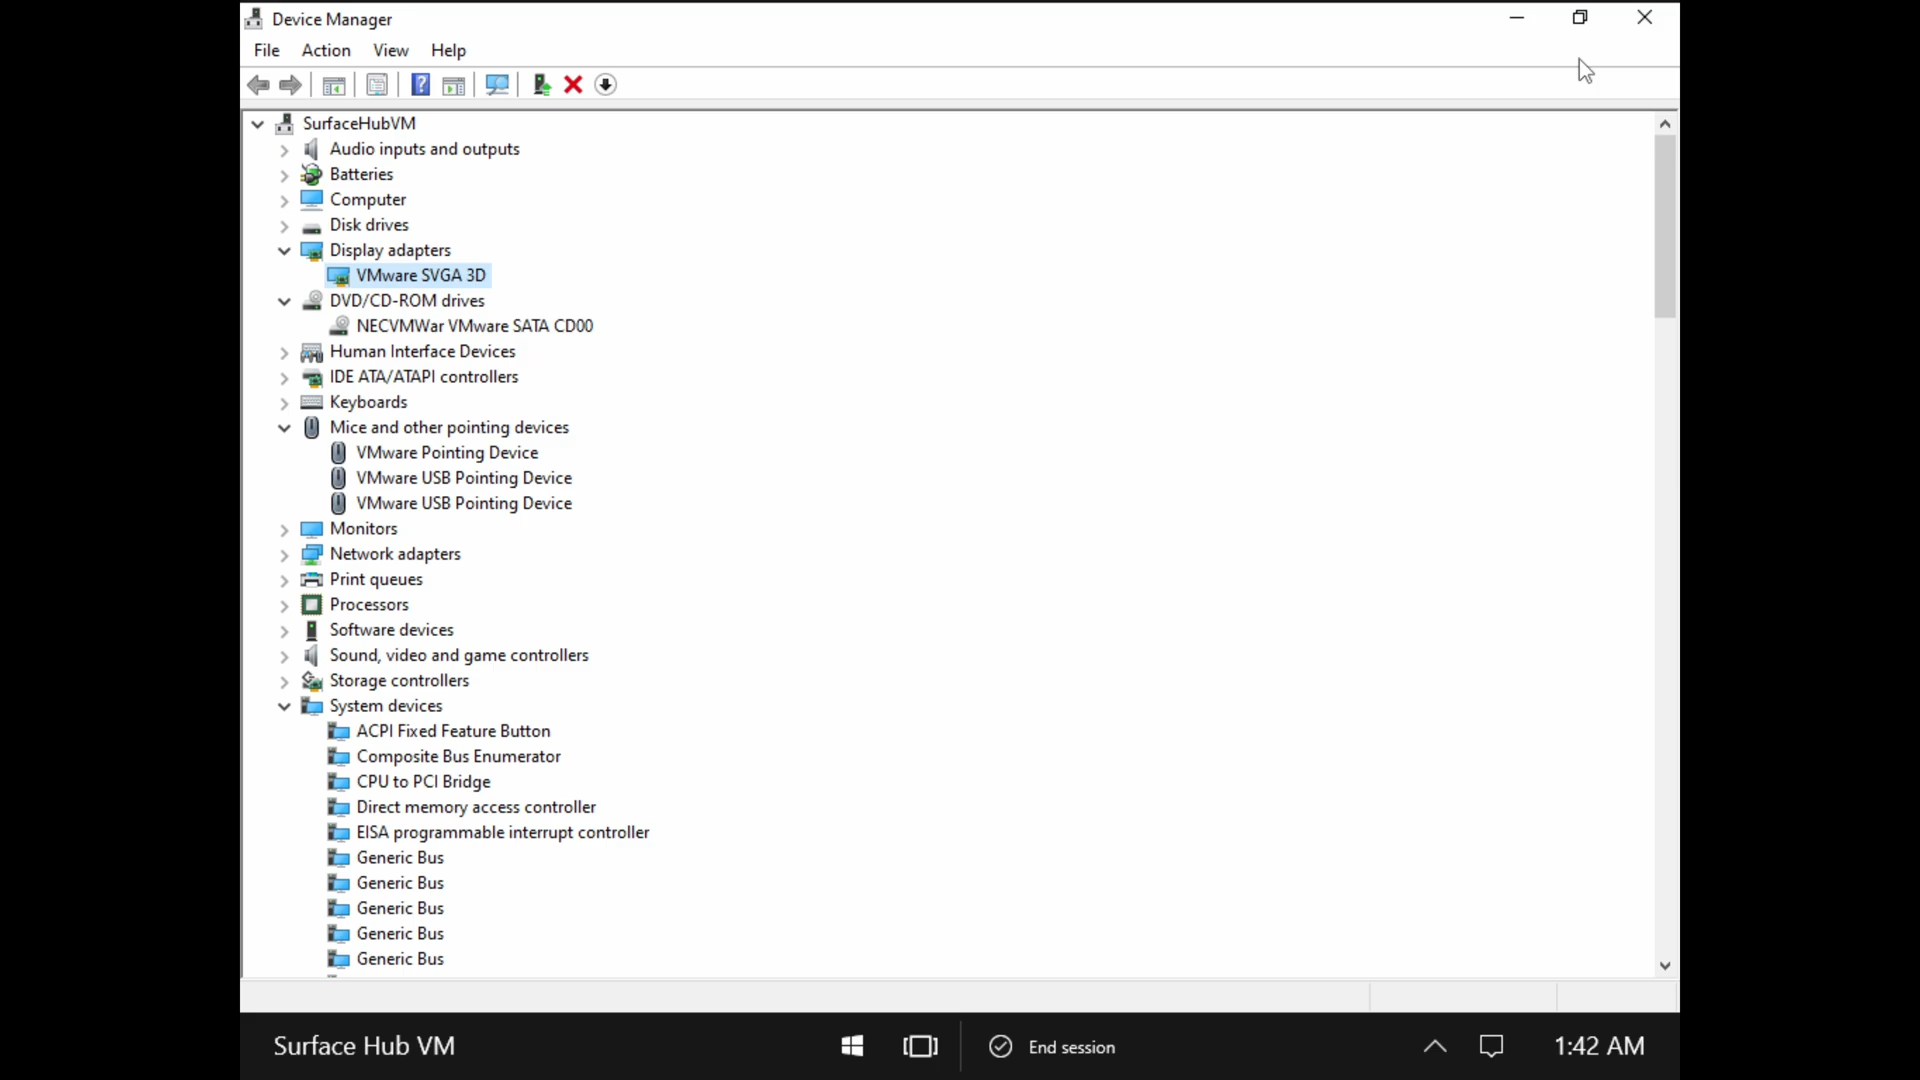 Device Manager
File Action View Help
SurfaceHubVM
Audio inputs and outputs
Batteries
Computer
Disk drives
Display adapters
VMware SVGA 3D
DVD/CD-ROM drives
NECVMWar VMware SATA CD00
Human Interface Devices
IDE ATA/ATAPI controllers
Keyboards
Mice and other pointing devices
VMware Pointing Device
VMware USB Pointing Device
VMware USB Pointing Device
Monitors
Network adapters
Print queues
Processors
Software devices
Sound, video and game controllers
Storage controllers
System devices
ACPI Fixed Feature Button
Composite Bus Enumerator
CPU to PCI Bridge
Direct memory access controller
EISA programmable interrupt controller
Generic Bus
Generic Bus
Generic Bus
Generic Bus
Generic Bus
Surface Hub VM End session 1:42 AM